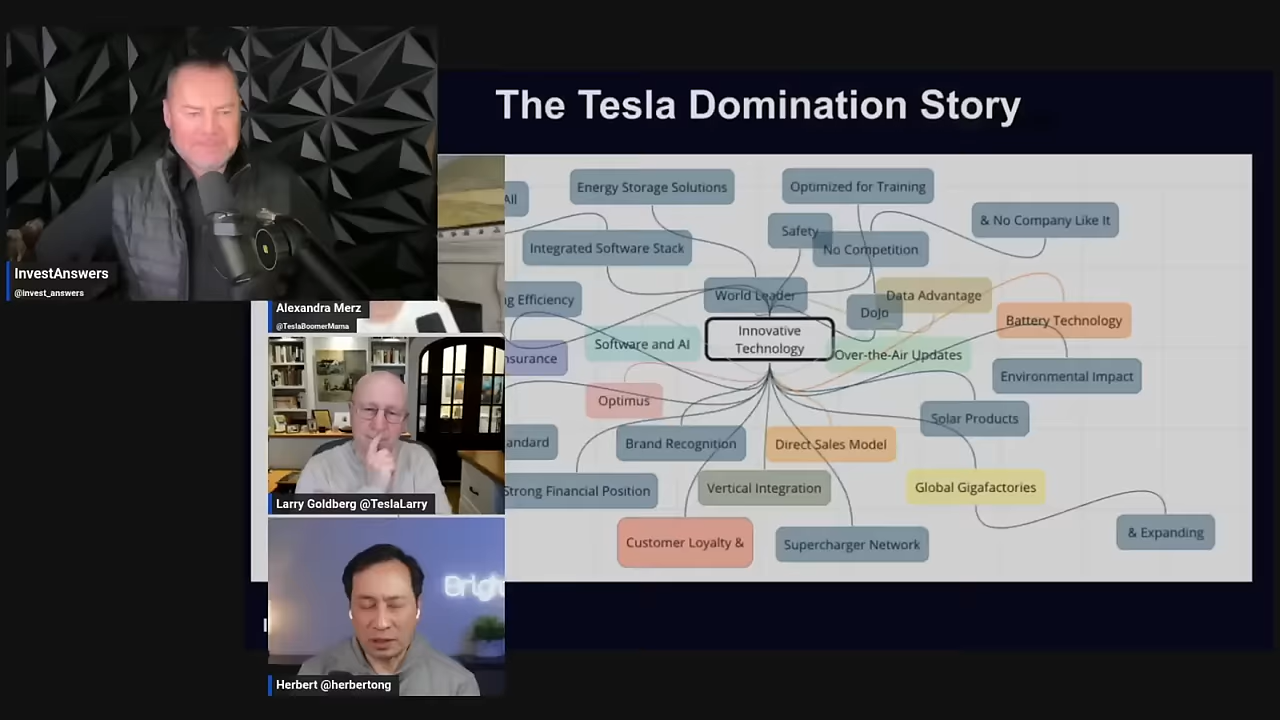 The Tesla Domination Story
All
Energy Storage Solutions
Optimized for Training
& No Company Like It
Safety
Integrated Software Stack
No Competition
Efficiency
World Leader
Data Advantage
DoJo
Battery Technology
Innovative
Technology
Software and AI
Over-the-Air Updates
nsurance
Environmental Impact
Optimus
Solar Products
andard
Brand Recognition
Direct Sales Model
Strong Financial Position
Vertical Integration
Global Gigafactories
Customer Loyalty &
Supercharger Network
& Expanding
InvestAnswers
@invest_answers
Alexandra Merz
@TeslaBoomerMama
Larry Goldberg @TeslaLarry
Herbert @herbertong